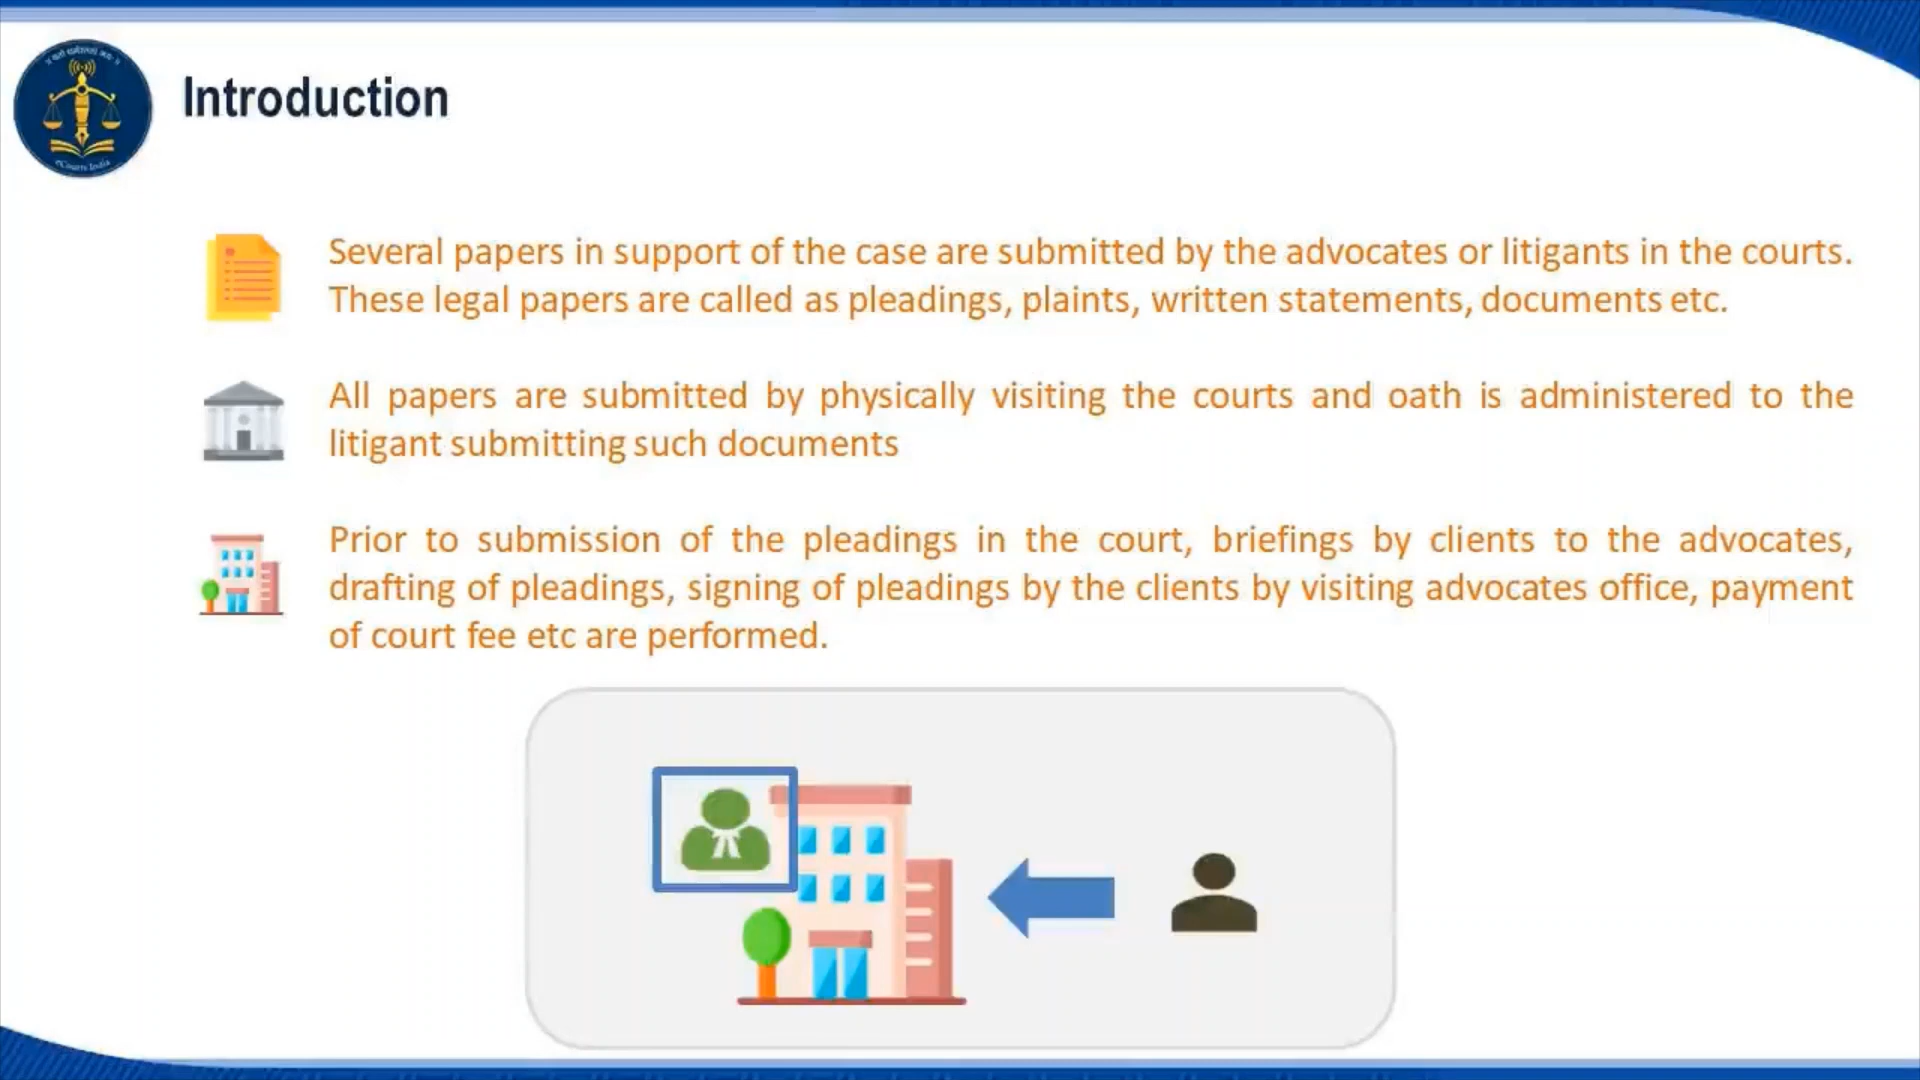 Introduction
Several papers in support of the case are submitted by the advocates or litigants in the courts.
These legal papers are called as pleadings, plaints, written statements, documents etc.
All papers are submitted by physically visiting the courts and oath is administered to the
litigant submitting such documents
Prior to submission of the pleadings in the court, briefings by clients to the advocates,
drafting of pleadings, signing of pleadings by the clients by visiting advocates office, payment
of court fee etc are performed.
eCourts India